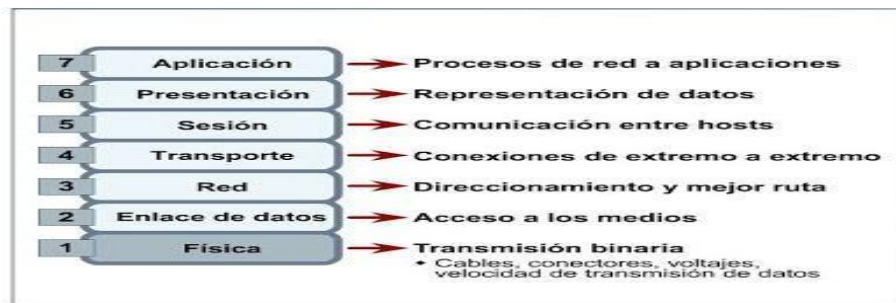 7 Aplicación Procesos de red a aplicaciones
6 Presentación Representación de datos
5 Sesión Comunicación entre hosts
4 Transporte Conexiones de extremo a extremo
3 Red Direccionamiento y mejor ruta
2 Enlace de datos Acceso a los medios
1 Física Transmisión binaria
• Cables, conectores, voltajes,
velocidad de transmisión de datos